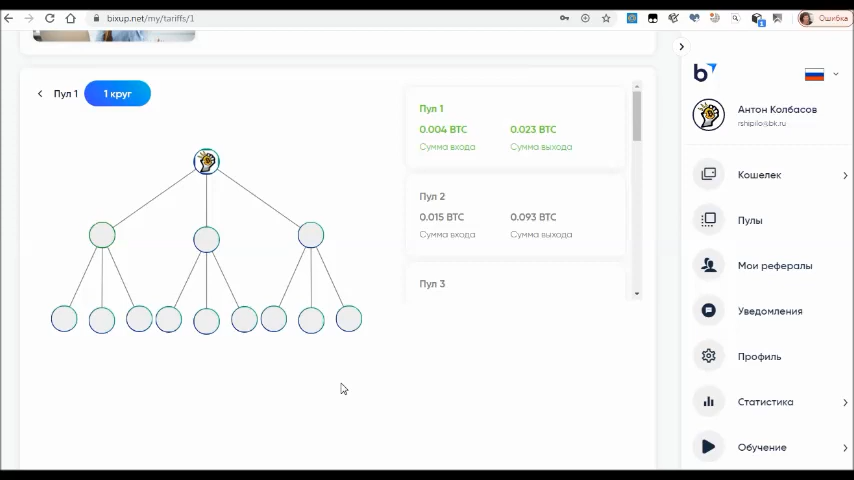 bixup.net/my/tariffs/1
Ошибка
Пул 1
1 круг
Пул 1
0.004 BTC
0.023 BTC
Сумма входа
Сумма выхода
Пул 2
0.015 BTC
0.093 BTC
Сумма входа
Сумма выхода
Пул 3
b
Антон Колбасов
rshipilo@bk.ru
Кошелек
Пулы
Мои рефералы
Уведомления
Профиль
Статистика
Обучение